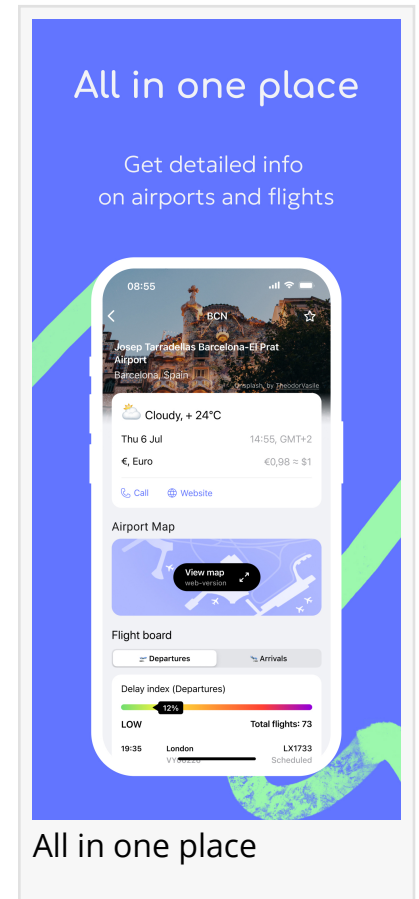 All in one place
Get detailed info
on airports and flights
08:55
BCN
Josep Tarradellas Barcelona-El Prat
Airport
Barcelona, Spain
Unsplash, by TheodorVasile
Cloudy, + 24°C
Thu 6 Jul 14:55, GMT+2
€, Euro €0,98 ≈ $1
Call Website
Airport Map
View map
web-version
Flight board
Departures Arrivals
Delay index (Departures)
12%
LOW Total flights: 73
19:35 London LX1733
Scheduled
All in one place